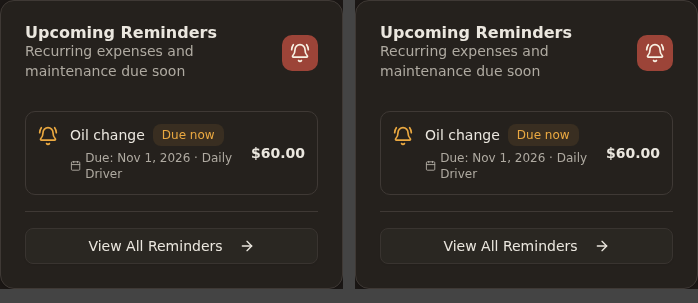 Upcoming Reminders
Recurring expenses and
maintenance due soon
Oil change Due now
Due: Nov 1, 2026 · Daily
Driver
$60.00
View All Reminders →
Upcoming Reminders
Recurring expenses and
maintenance due soon
Oil change Due now
Due: Nov 1, 2026 · Daily
Driver
$60.00
View All Reminders →